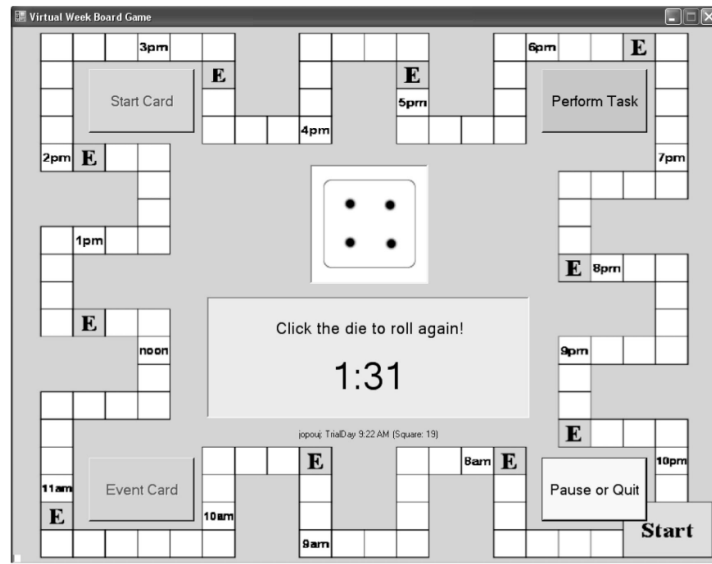 Virtual Week Board Game
3pm
6pm E
E
E
Start Card
Perform Task
5pm
4pm
2pm E
7pm
1pm
E 8pm
E
noon
Click the die to roll again!
9pm
1:31
jopouj: TrialDay 9:22 AM (Square: 19)
E
E
8am E
10pm
11am
Event Card
Pause or Quit
E
10am
Start
9am